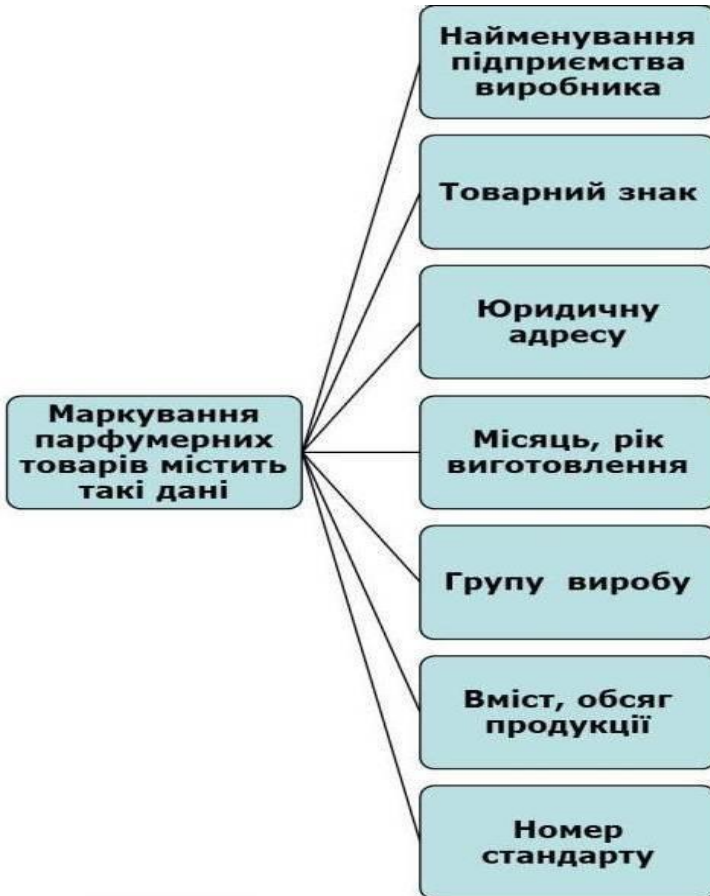 Найменування
підприємства
виробника
Товарний знак
Юридичну
адресу
Маркування
парфумерних
товарів містить
такі дані
Місяць, рік
виготовлення
Групу виробу
Вміст, обсяг
продукції
Номер
стандарту